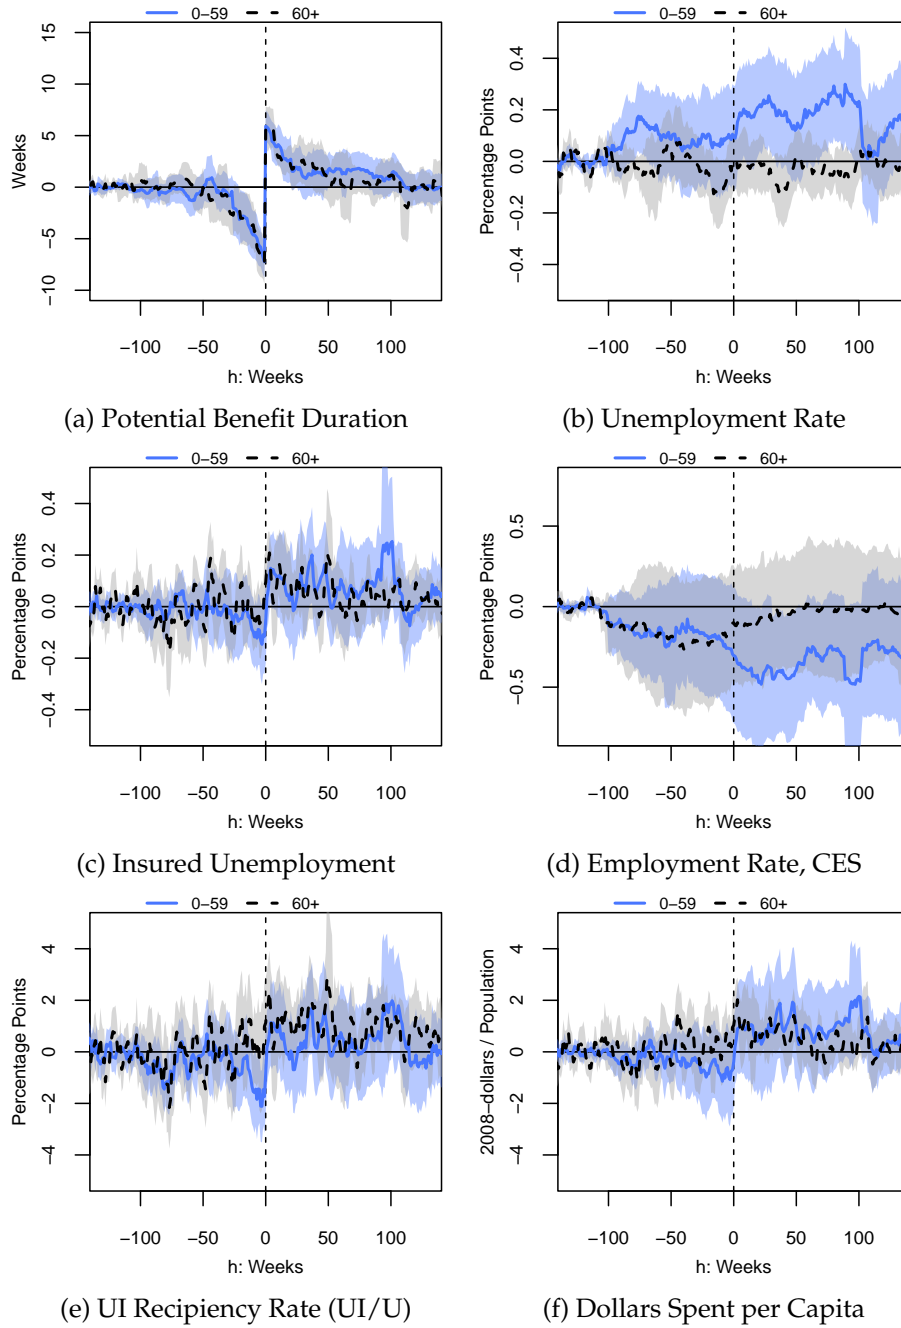 0−59 60+
Weeks
15
10
5
0
−5
−10
−100 −50 0 50 100
h: Weeks
(a) Potential Benefit Duration
0−59 60+
Percentage Points
0.4
0.2
0.0
−0.2
−0.4
−100 −50 0 50 100
h: Weeks
(b) Unemployment Rate
0−59 60+
Percentage Points
0.4
0.2
0.0
−0.2
−0.4
−100 −50 0 50 100
h: Weeks
(c) Insured Unemployment
0−59 60+
Percentage Points
0.5
0.0
−0.5
−100 −50 0 50 100
h: Weeks
(d) Employment Rate, CES
0−59 60+
Percentage Points
4
2
0
−2
−4
−100 −50 0 50 100
h: Weeks
(e) UI Recipiency Rate (UI/U)
0−59 60+
2008−dollars / Population
4
2
0
−2
−4
−100 −50 0 50 100
h: Weeks
(f) Dollars Spent per Capita